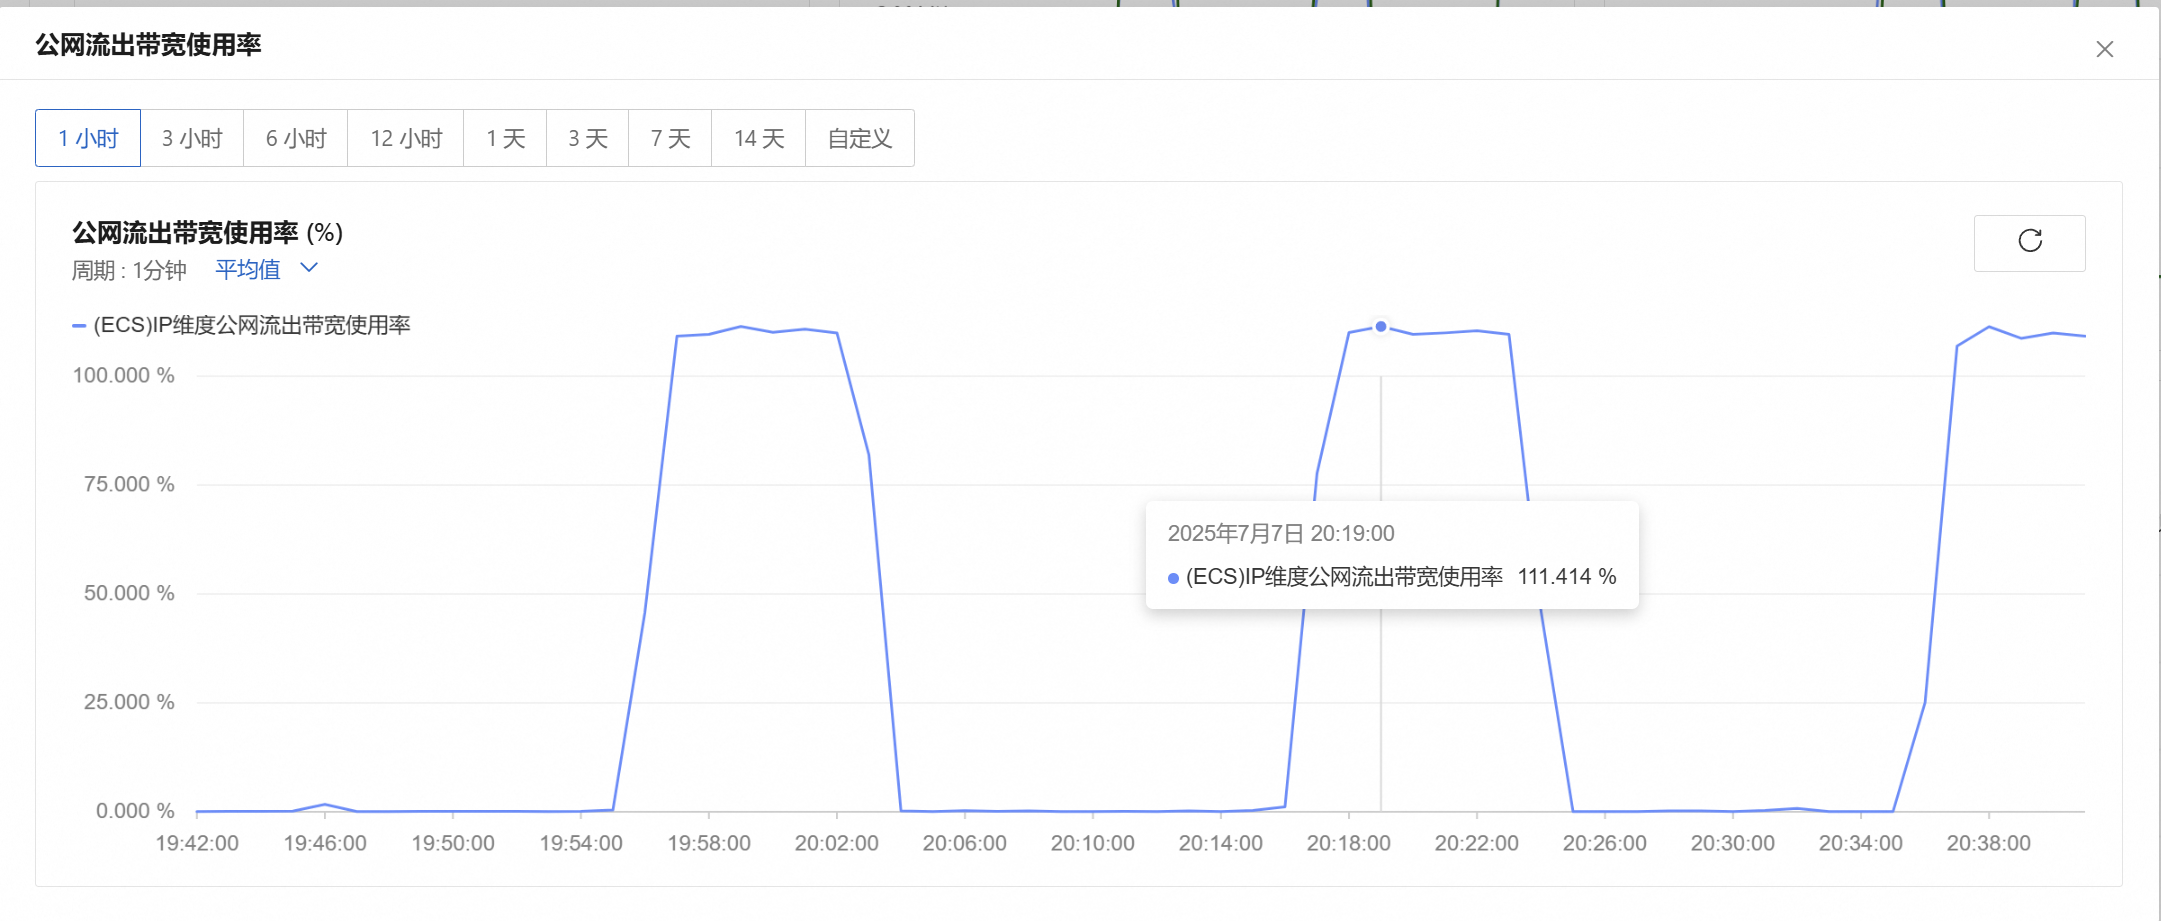 公网流出带宽使用率
1 小时 3 小时 6 小时 12 小时 1 天 3 天 7 天 14 天 自定义
公网流出带宽使用率 (%)
周期 : 1分钟 平均值
(ECS)IP维度公网流出带宽使用率
100.000 %
75.000 %
50.000 %
25.000 %
0.000 %
2025年7月7日 20:19:00
(ECS)IP维度公网流出带宽使用率 111.414 %
19:42:00 19:46:00 19:50:00 19:54:00 19:58:00 20:02:00 20:06:00 20:10:00 20:14:00 20:18:00 20:22:00 20:26:00 20:30:00 20:34:00 20:38:00